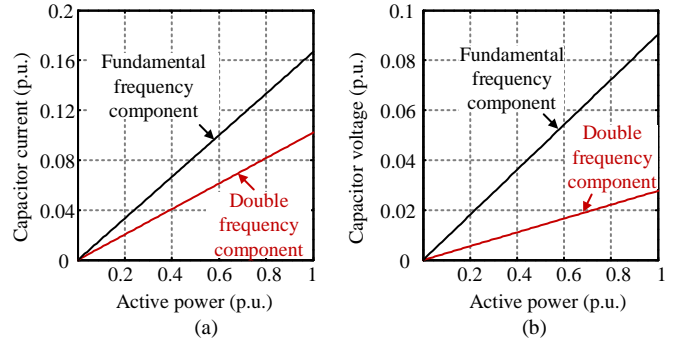 0.2
0.16
0.12
0.08
0.04
0
Capacitor current (p.u.)
Fundamental
frequency
component
Double
frequency
component
0.2
0.4
0.6
0.8
1
Active power (p.u.)
(a)
0.1
0.08
0.06
0.04
0.02
0
Capacitor voltage (p.u.)
Fundamental
frequency
component
Double
frequency
component
0.2
0.4
0.6
0.8
1
Active power (p.u.)
(b)